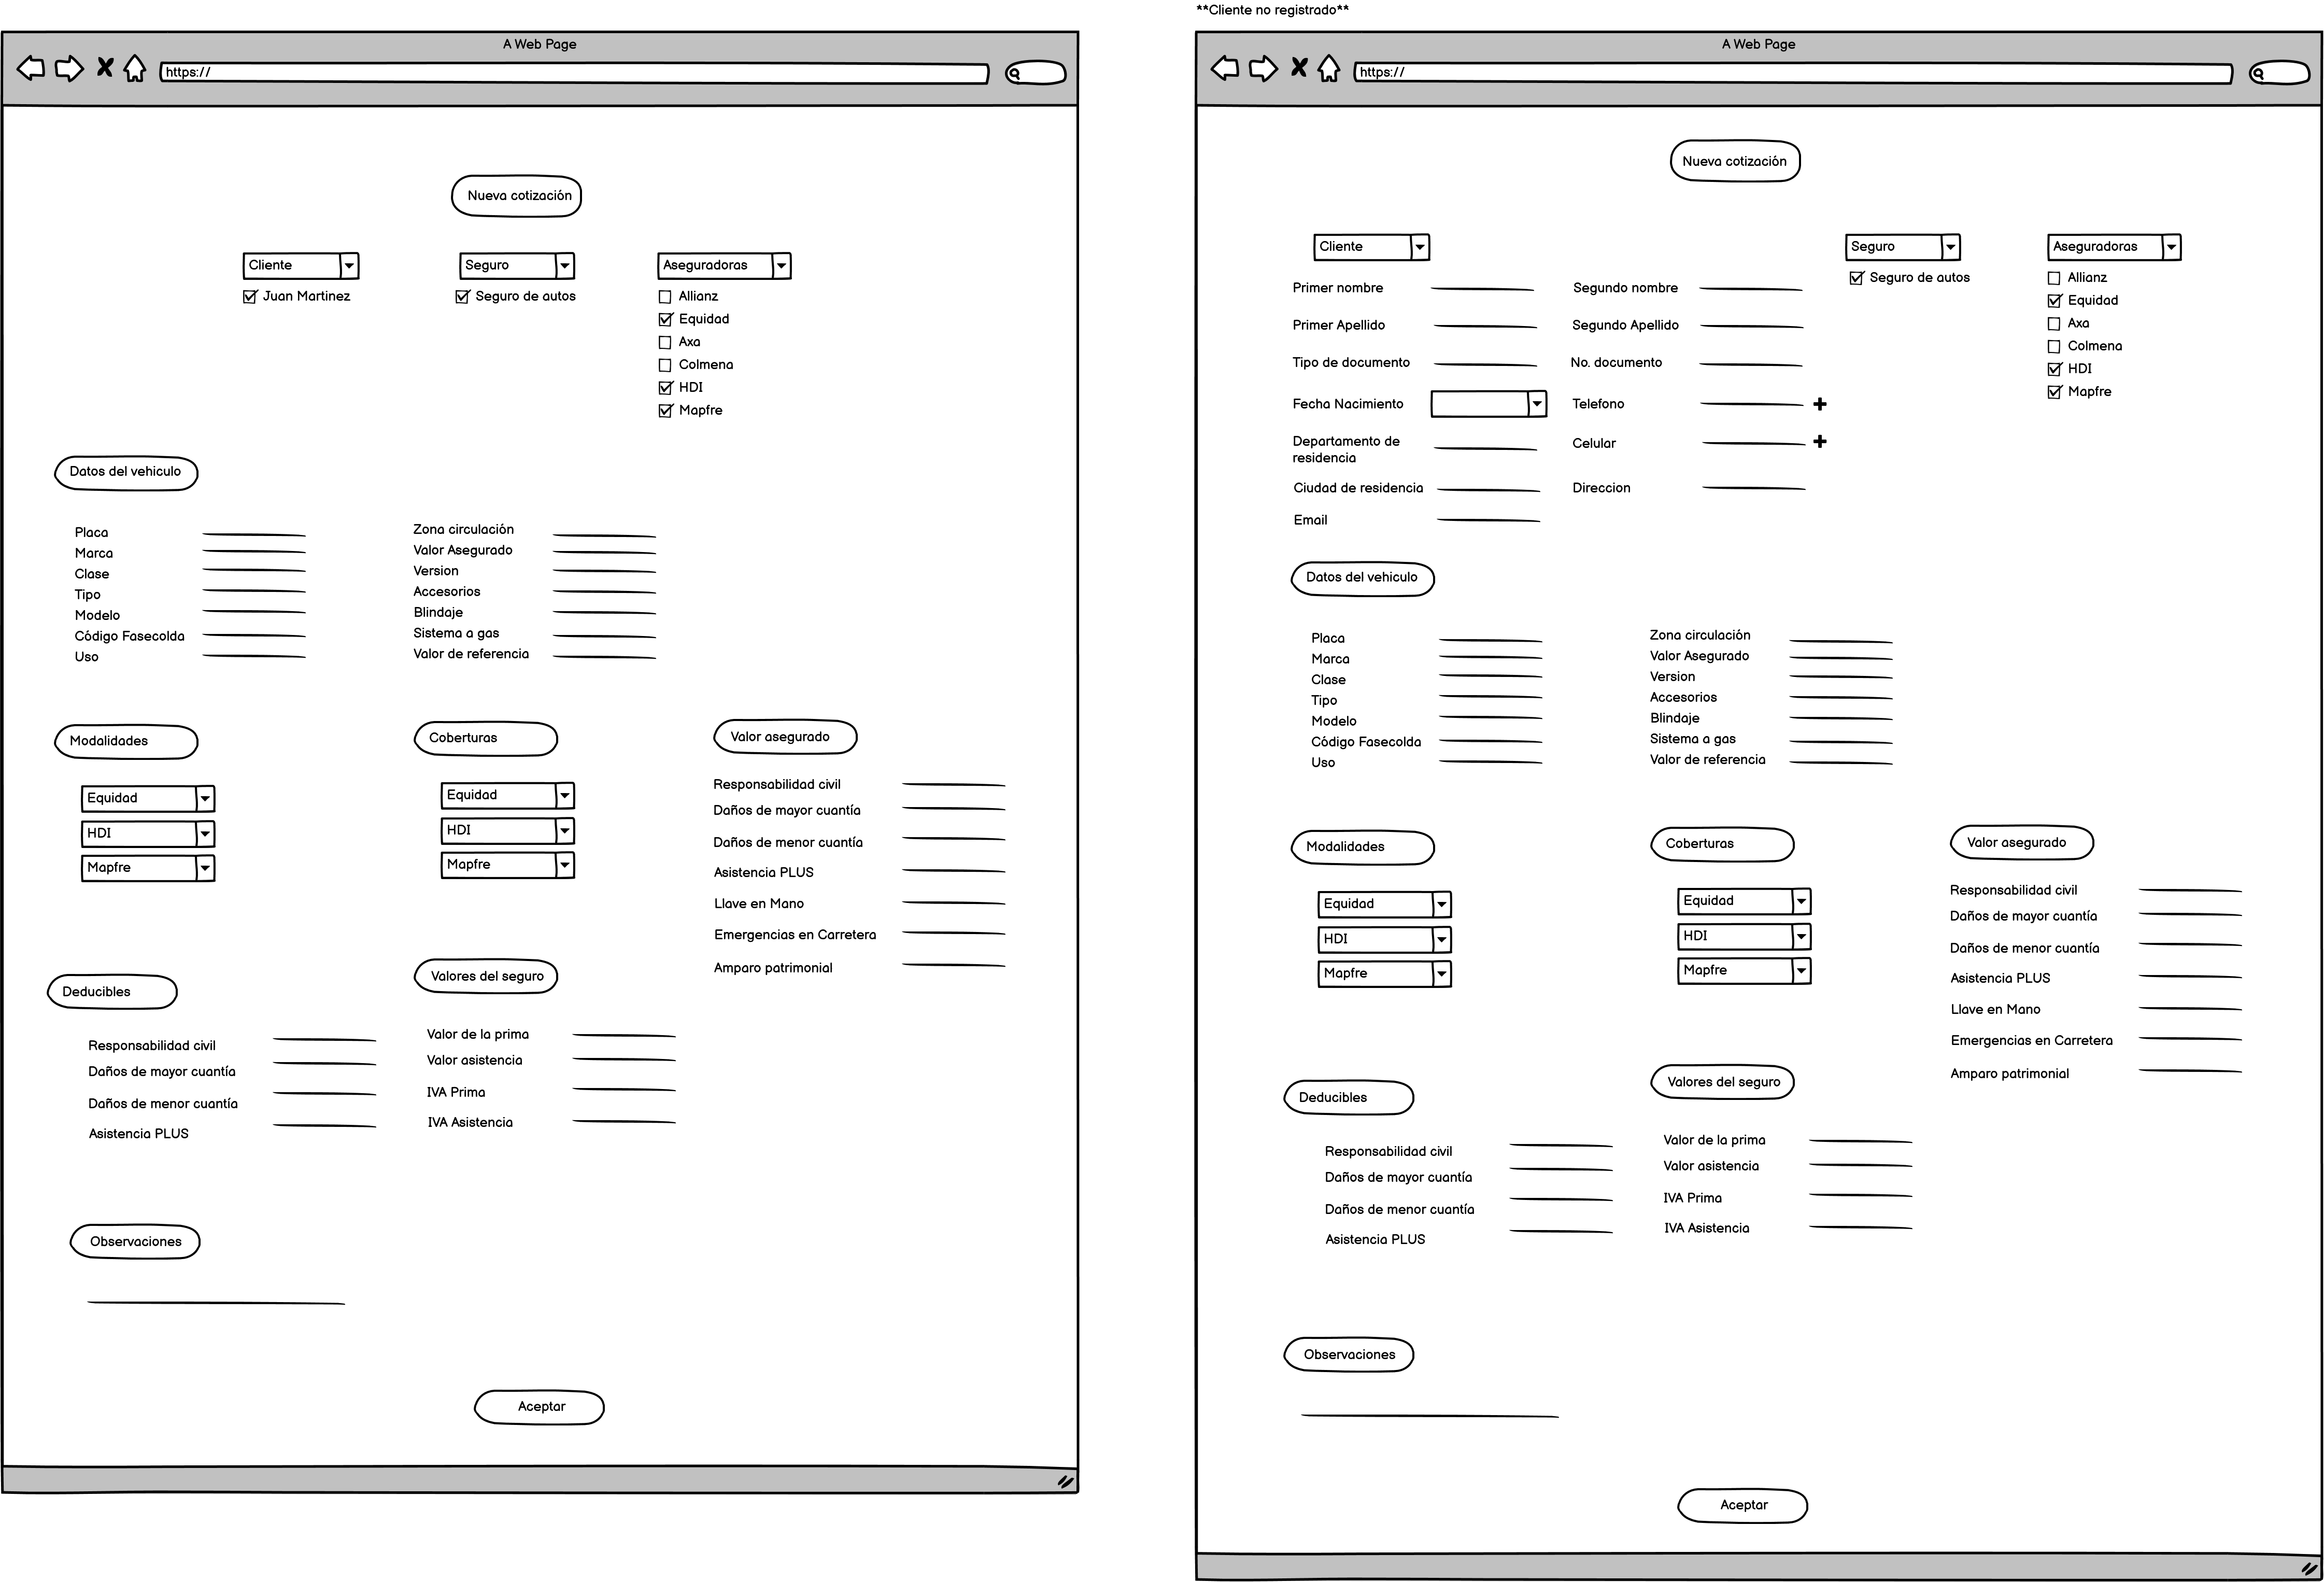 **Cliente no registrado**
A Web Page
https://
Nueva cotización
Cliente
Seguro
Aseguradoras
Juan Martinez
Seguro de autos
Allianz
Equidad
Axa
Colmena
HDI
Mapfre
Datos del vehiculo
Placa
Marca
Clase
Tipo
Modelo
Código Fasecolda
Uso
Zona circulación
Valor Asegurado
Version
Accesorios
Blindaje
Sistema a gas
Valor de referencia
Modalidades
Equidad
HDI
Mapfre
Coberturas
Equidad
HDI
Mapfre
Valor asegurado
Responsabilidad civil
Daños de mayor cuantía
Daños de menor cuantía
Asistencia PLUS
Llave en Mano
Emergencias en Carretera
Amparo patrimonial
Deducibles
Responsabilidad civil
Daños de mayor cuantía
Daños de menor cuantía
Asistencia PLUS
Valores del seguro
Valor de la prima
Valor asistencia
IVA Prima
IVA Asistencia
Observaciones
Aceptar
A Web Page
https://
Nueva cotización
Cliente
Seguro
Aseguradoras
Primer nombre
Segundo nombre
Primer Apellido
Segundo Apellido
Tipo de documento
No. documento
Fecha Nacimiento
Telefono
Departamento de
residencia
Celular
Ciudad de residencia
Direccion
Email
Seguro de autos
Allianz
Equidad
Axa
Colmena
HDI
Mapfre
Datos del vehiculo
Placa
Marca
Clase
Tipo
Modelo
Código Fasecolda
Uso
Zona circulación
Valor Asegurado
Version
Accesorios
Blindaje
Sistema a gas
Valor de referencia
Modalidades
Equidad
HDI
Mapfre
Coberturas
Equidad
HDI
Mapfre
Valor asegurado
Responsabilidad civil
Daños de mayor cuantía
Daños de menor cuantía
Asistencia PLUS
Llave en Mano
Emergencias en Carretera
Amparo patrimonial
Deducibles
Responsabilidad civil
Daños de mayor cuantía
Daños de menor cuantía
Asistencia PLUS
Valores del seguro
Valor de la prima
Valor asistencia
IVA Prima
IVA Asistencia
Observaciones
Aceptar